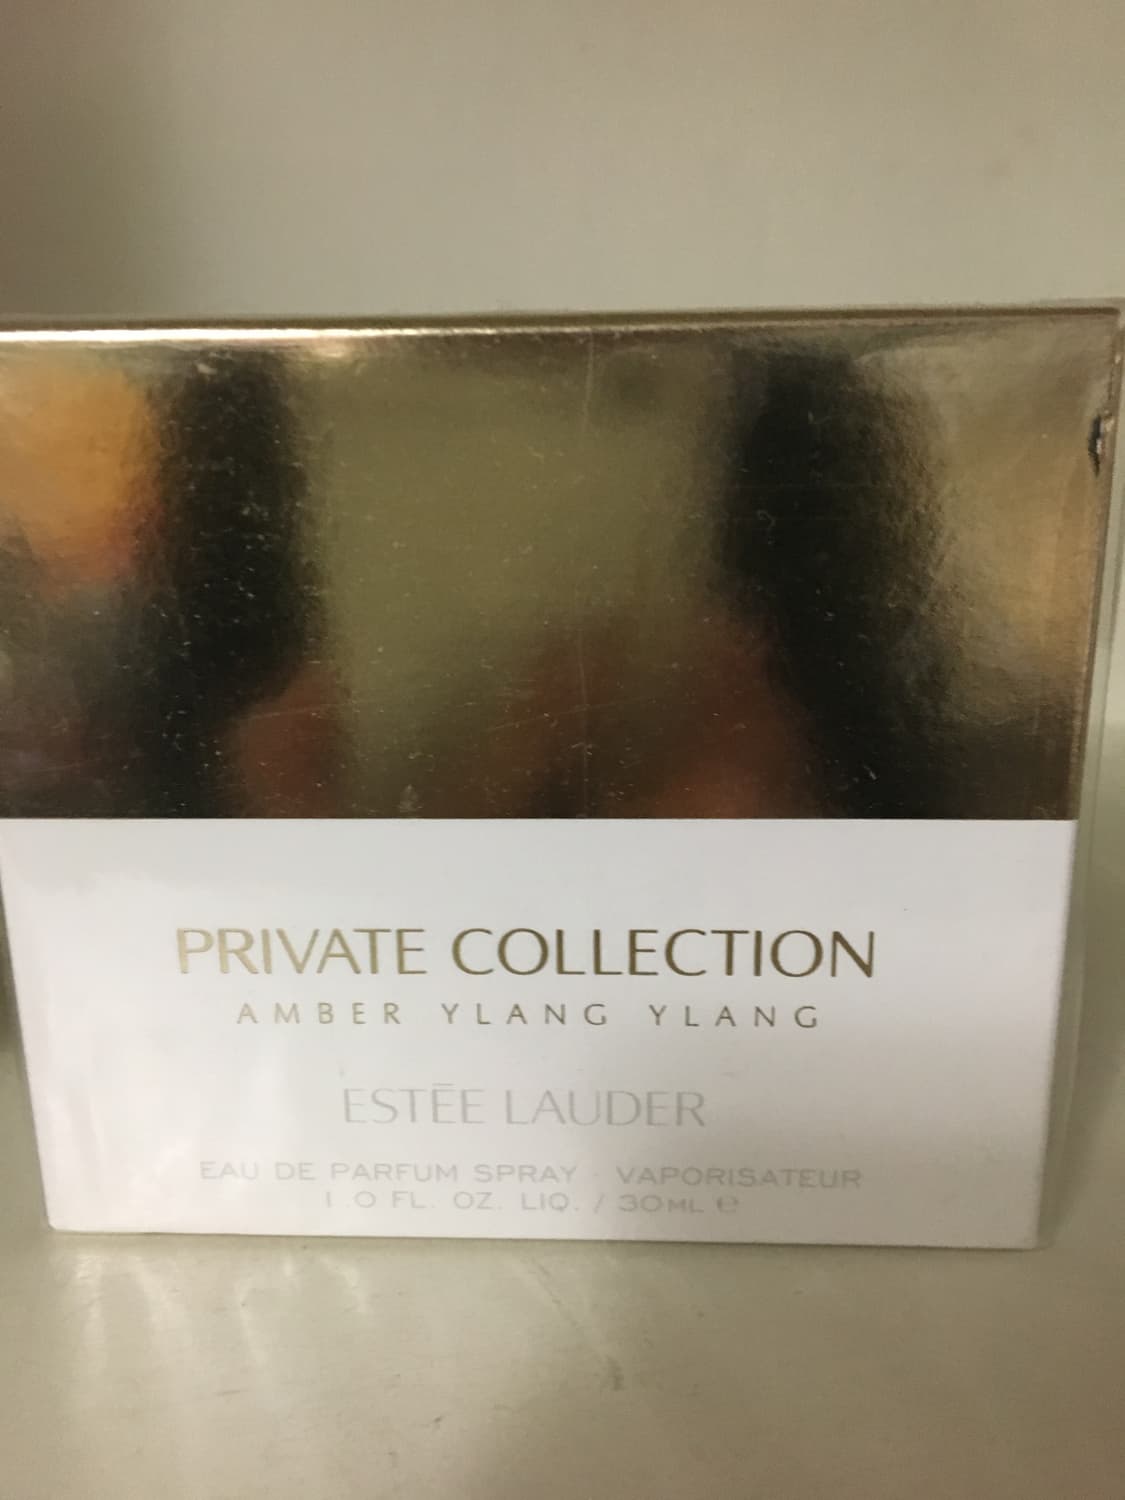 PRIVATE COLLECTION
AMBER YLANG YLANG
ESTĒE LAUDER
EAU DE PARFUM SPRAY · VAPORISATEUR
1.0 FL. OZ. LIQ. / 30ML ℮